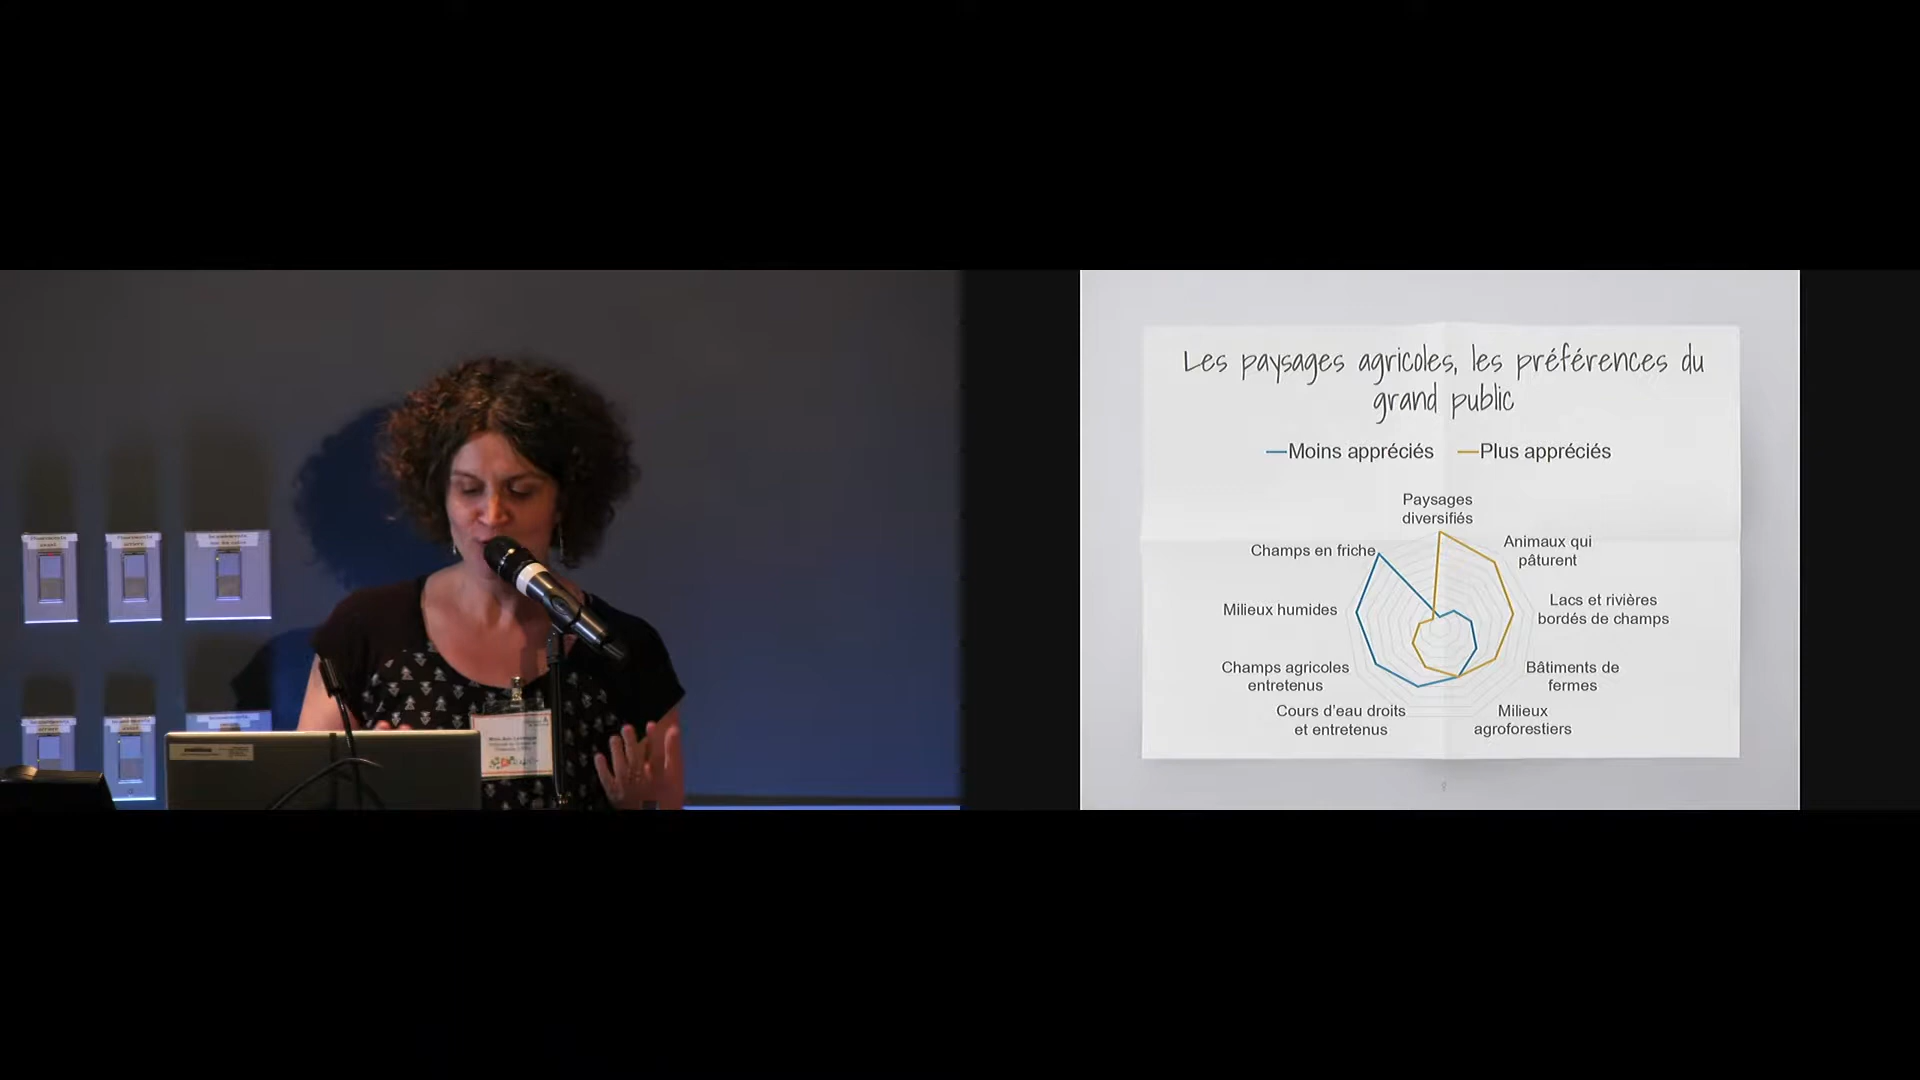 Les paysages agricoles, les préférences du
grand public
Moins appréciés
Plus appréciés
Paysages
diversifiés
Animaux qui
pâturent
Lacs et rivières
bordés de champs
Bâtiments de
fermes
Milieux
agroforestiers
Cours d'eau droits
et entretenus
Champs agricoles
entretenus
Milieux humides
Champs en friche